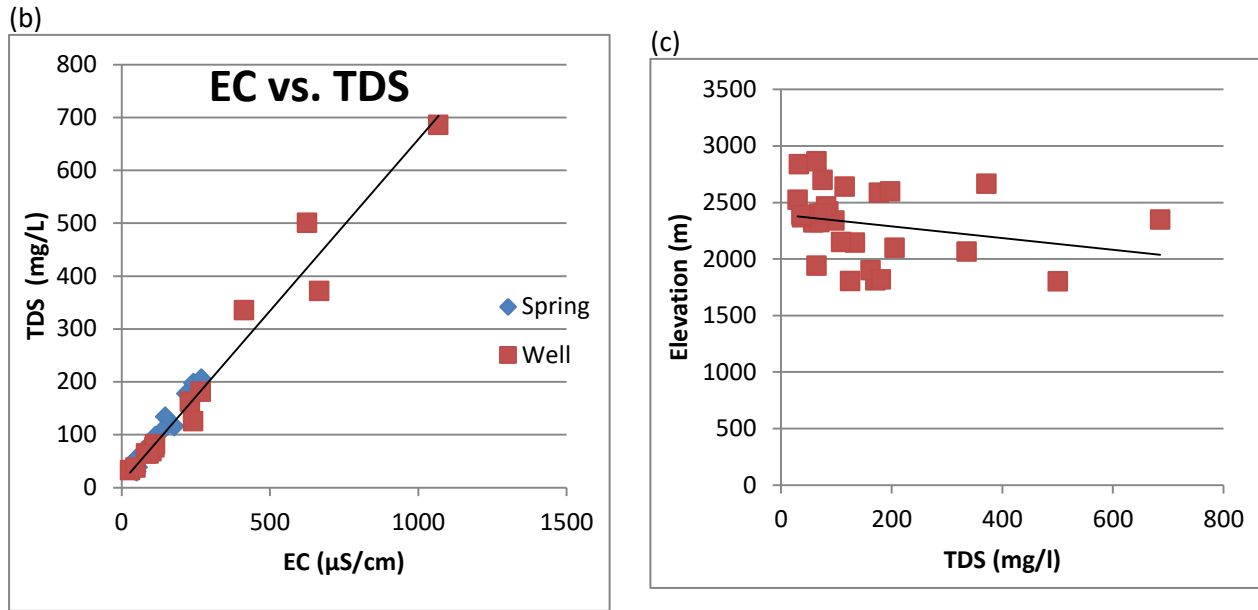 (b)
EC vs. TDS
TDS (mg/L)
800
700
600
500
400
300
200
100
0
0 500 1000 1500
EC (µS/cm)
Spring
Well
(c)
Elevation (m)
3500
3000
2500
2000
1500
1000
500
0
0 200 400 600 800
TDS (mg/l)